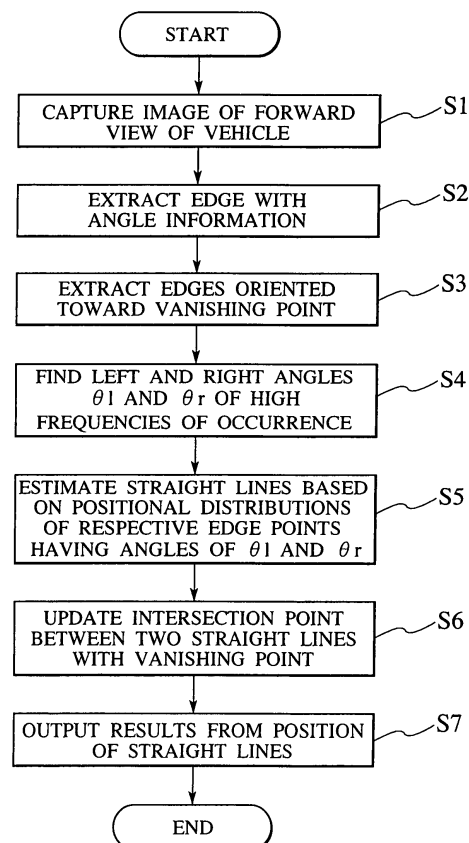 START
CAPTURE IMAGE OF FORWARD
VIEW OF VEHICLE
S1
EXTRACT EDGE WITH
ANGLE INFORMATION
S2
EXTRACT EDGES ORIENTED
TOWARD VANISHING POINT
S3
FIND LEFT AND RIGHT ANGLES
θl AND θr OF HIGH
FREQUENCIES OF OCCURRENCE
S4
ESTIMATE STRAIGHT LINES BASED
ON POSITIONAL DISTRIBUTIONS
OF RESPECTIVE EDGE POINTS
HAVING ANGLES OF θl AND θr
S5
UPDATE INTERSECTION POINT
BETWEEN TWO STRAIGHT LINES
WITH VANISHING POINT
S6
OUTPUT RESULTS FROM POSITION
OF STRAIGHT LINES
S7
END